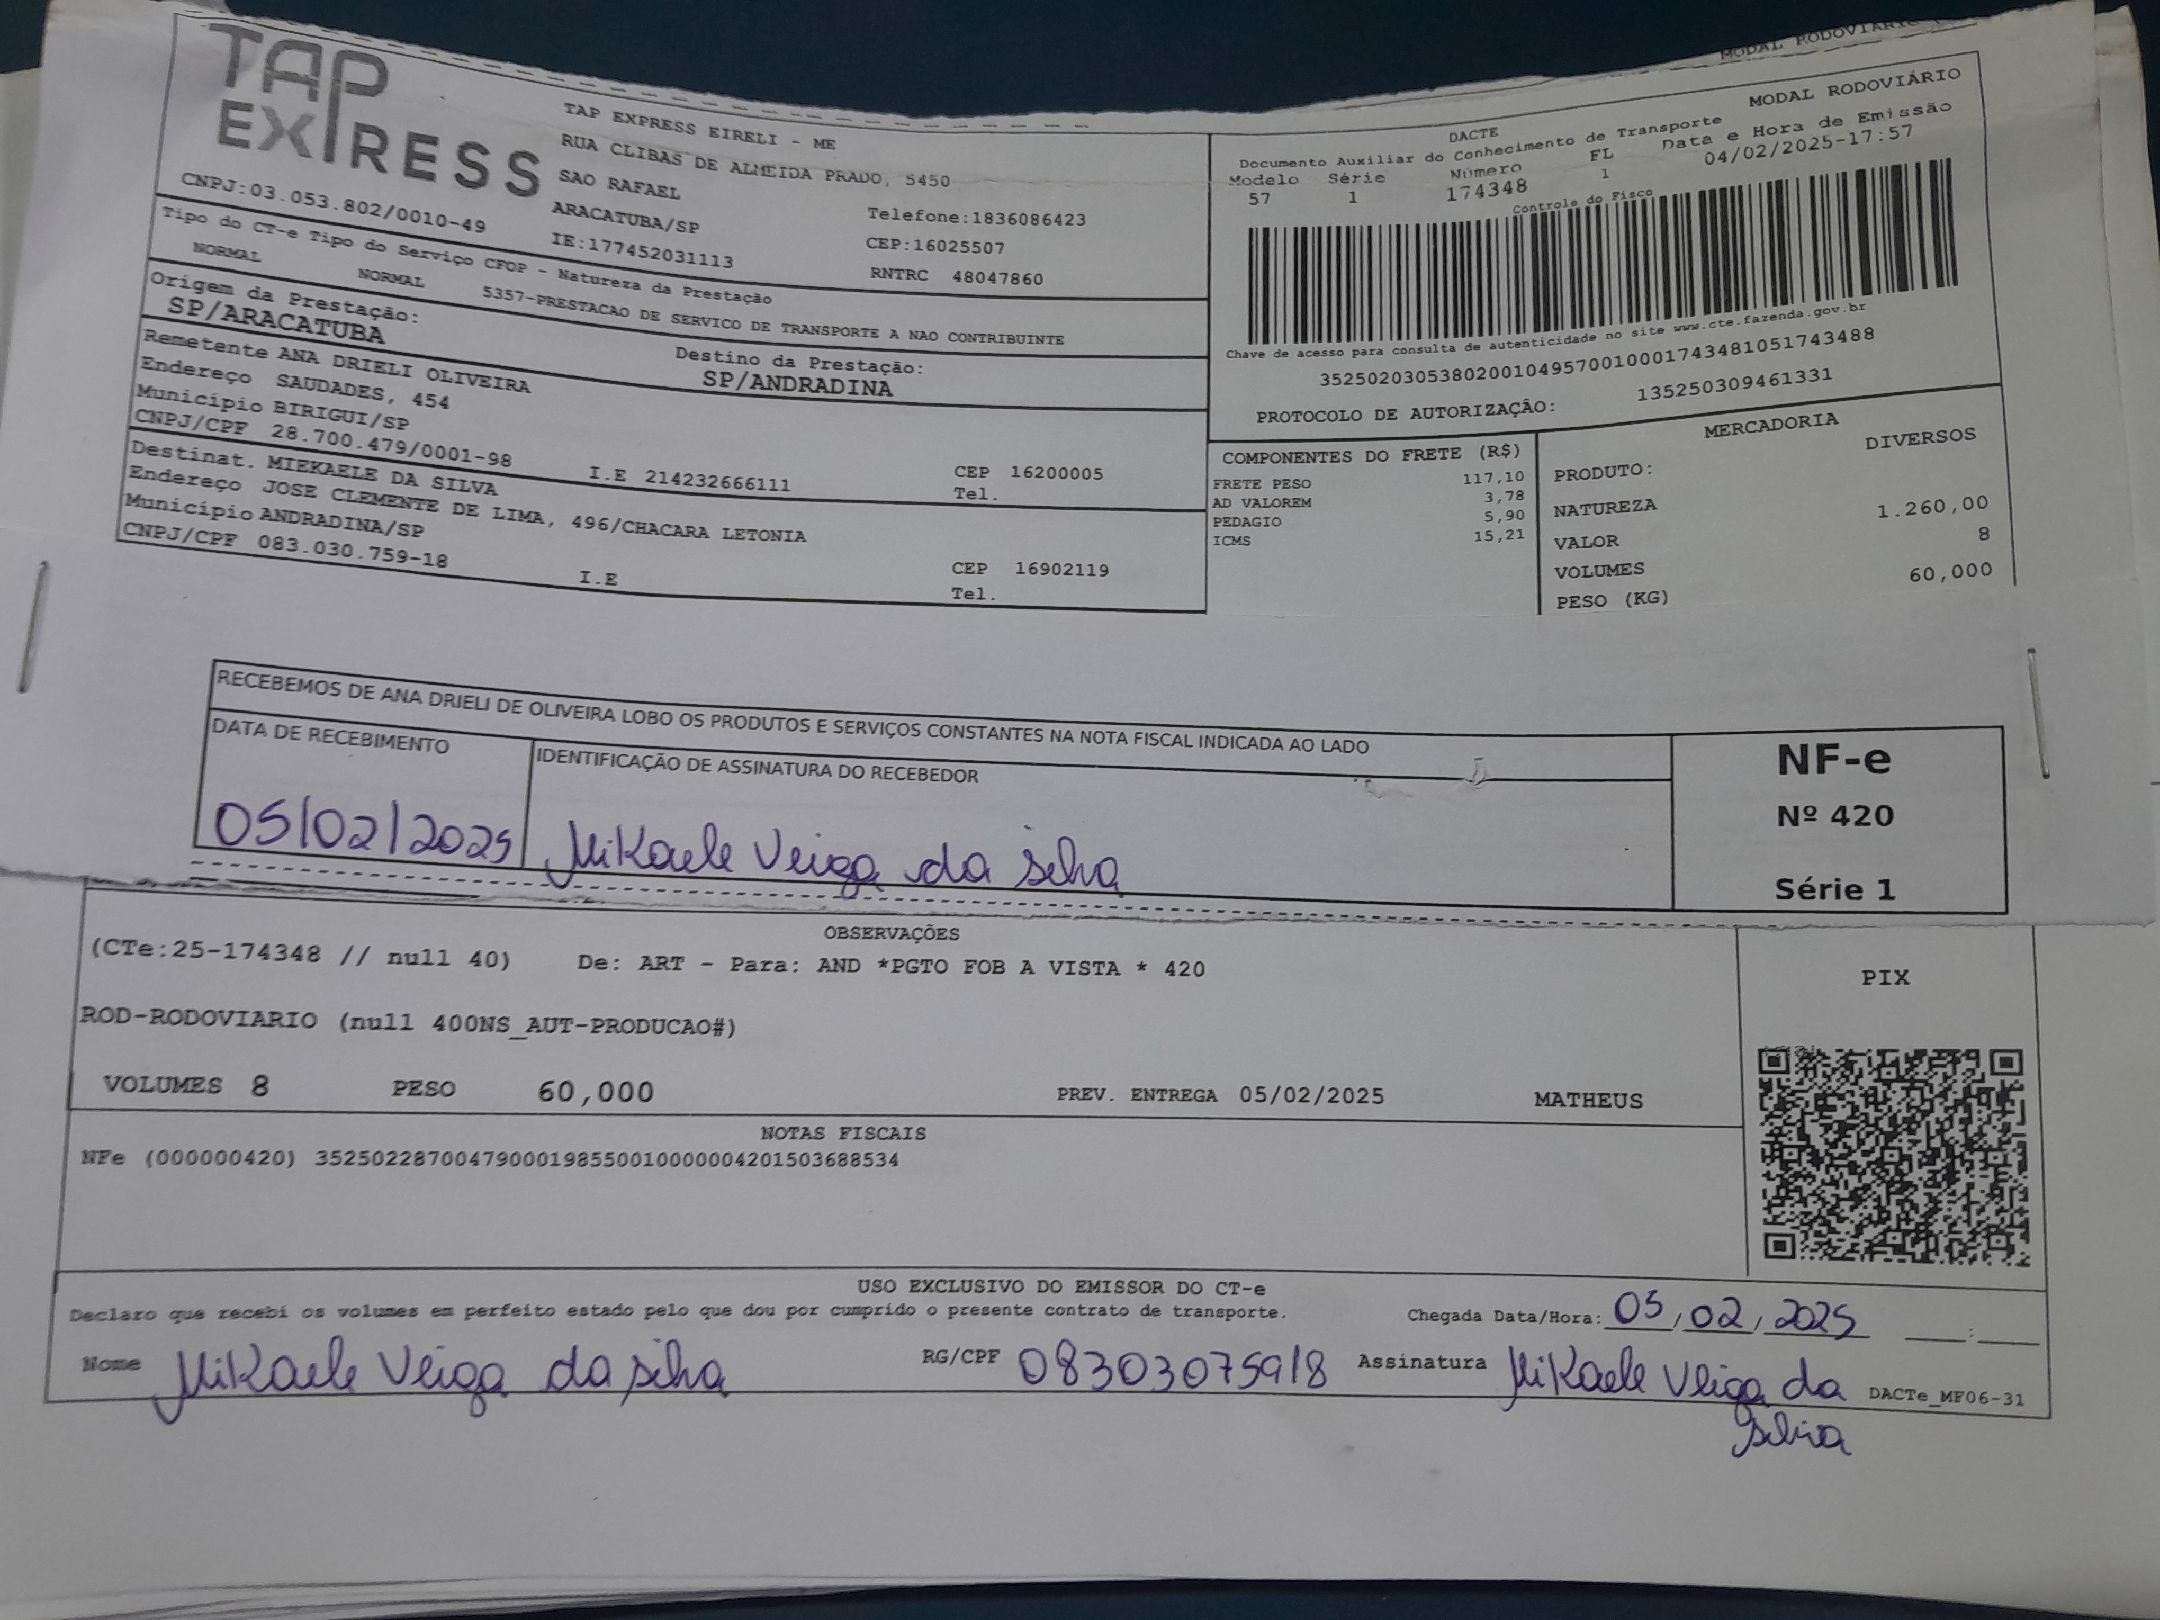 MODAL RODOVIÁRIO
TAP
EXPRESS
TAP EXPRESS EIRELI - ME
RUA CLIBAS DE ALMEIDA PRADO, 5450
SAO RAFAEL
ARACATUBA/SP
Telefone:1836086423
CNPJ:03.053.802/0010-49
IE:177452031113
CEP:16025507
RNTRC 48047860
Tipo do CT-e Tipo do Serviço CFOP - Natureza da Prestação
NORMAL NORMAL 5357-PRESTACAO DE SERVICO DE TRANSPORTE A NAO CONTRIBUINTE
Origem da Prestação:
SP/ARACATUBA
Destino da Prestação:
SP/ANDRADINA
Remetente ANA DRIELI OLIVEIRA
Endereço SAUDADES, 454
Município BIRIGUI/SP
CNPJ/CPF 28.700.479/0001-98 I.E 214232666111
CEP 16200005
Tel.
Destinat. MIEKAELE DA SILVA
Endereço JOSE CLEMENTE DE LIMA, 496/CHACARA LETONIA
Município ANDRADINA/SP
CNPJ/CPF 083.030.759-18 I.E
CEP 16902119
Tel.
MODAL RODOVIÁRIO
DACTE
Documento Auxiliar do Conhecimento de Transporte
Modelo Série Número FL Data e Hora de Emissão
57 1 174348 1 04/02/2025-17:57
Controle do Fisco
Chave de acesso para consulta de autenticidade no site www.cte.fazenda.gov.br
35250203053802001049570010001743481051743488
PROTOCOLO DE AUTORIZAÇÃO: 135250309461331
COMPONENTES DO FRETE (R$)
FRETE PESO 117,10
AD VALOREM 3,78
PEDAGIO 5,90
ICMS 15,21
MERCADORIA
PRODUTO: DIVERSOS
NATUREZA
VALOR 1.260,00
VOLUMES 8
PESO (KG) 60,000
RECEBEMOS DE ANA DRIELI DE OLIVEIRA LOBO OS PRODUTOS E SERVIÇOS CONSTANTES NA NOTA FISCAL INDICADA AO LADO
DATA DE RECEBIMENTO
IDENTIFICAÇÃO DE ASSINATURA DO RECEBEDOR
05/02/2025
Mikaele Veiga da silva
NF-e
Nº 420
Série 1
OBSERVAÇÕES
(CTe:25-174348 // null 40) De: ART - Para: AND *PGTO FOB A VISTA * 420
ROD-RODOVIARIO (null 400NS_AUT-PRODUCAO#)
VOLUMES 8 PESO 60,000 PREV. ENTREGA 05/02/2025 MATHEUS
PIX
NOTAS FISCAIS
NFe (000000420) 35250228700479000198550010000004201503688534
USO EXCLUSIVO DO EMISSOR DO CT-e
Declaro que recebi os volumes em perfeito estado pelo que dou por cumprido o presente contrato de transporte.
Chegada Data/Hora: 05/02/2025 ___:___
Nome Mikaele Veiga da silva RG/CPF 08303075918 Assinatura Mikaele Veiga da
silva
DACTe_MF06-31